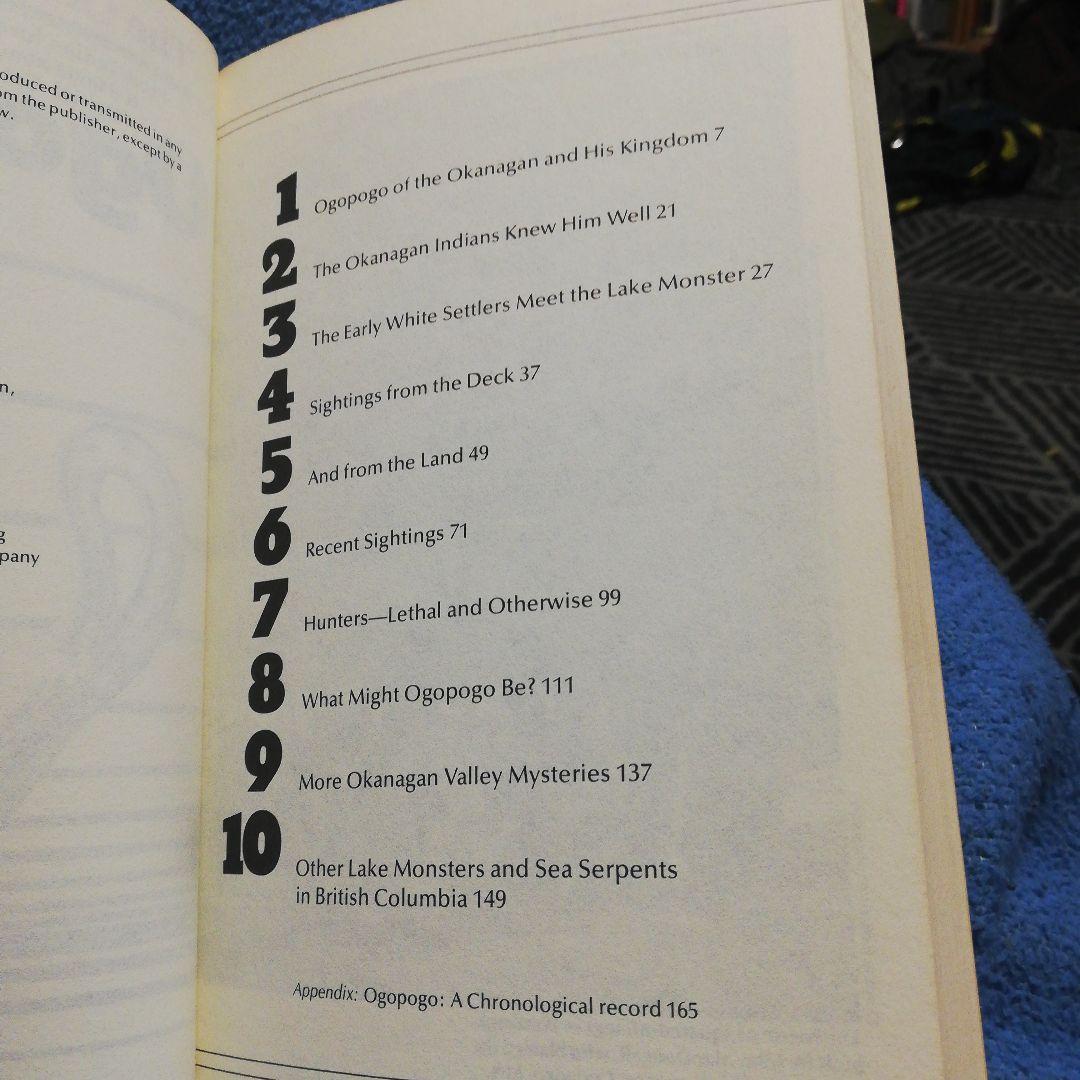 oduced or transmitted in any
om the publisher, except by a
w.
n,
g
pany
1 Ogopogo of the Okanagan and His Kingdom 7
2 The Okanagan Indians Knew Him Well 21
3 The Early White Settlers Meet the Lake Monster 27
4 Sightings from the Deck 37
5 And from the Land 49
6 Recent Sightings 71
7 Hunters—Lethal and Otherwise 99
8 What Might Ogopogo Be? 111
9 More Okanagan Valley Mysteries 137
10 Other Lake Monsters and Sea Serpents
in British Columbia 149
Appendix: Ogopogo: A Chronological record 165